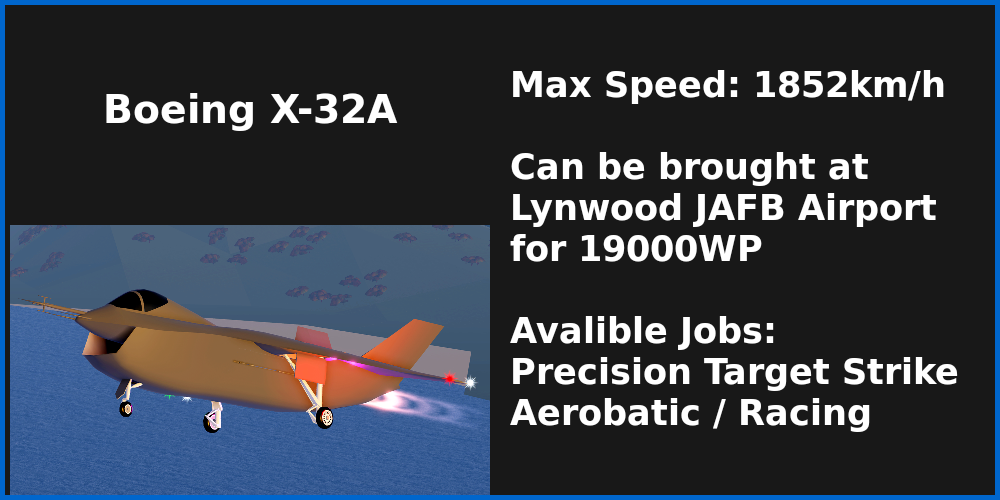 Boeing X-32A
Max Speed: 1852km/h
Can be brought at
Lynwood JAFB Airport
for 19000WP
Avalible Jobs:
Precision Target Strike
Aerobatic / Racing